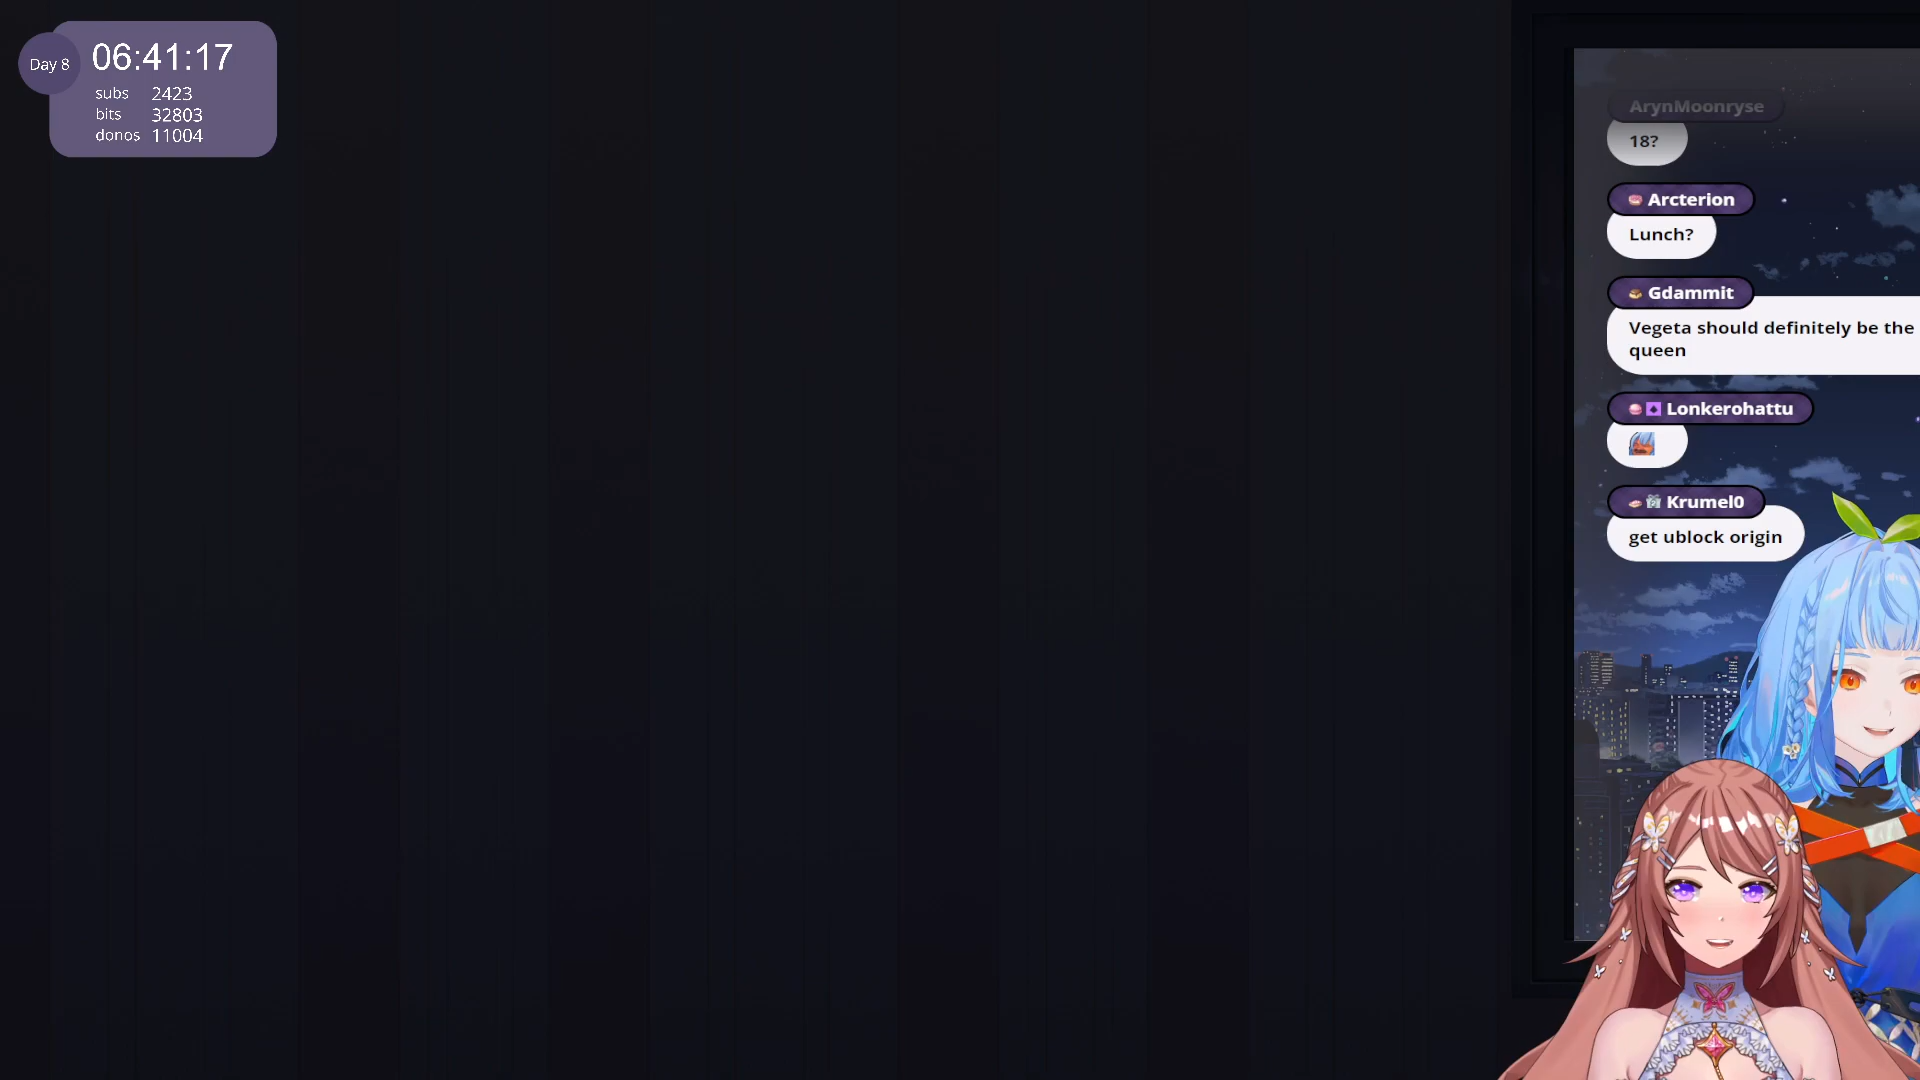 Day 8
06:41:17
subs 2423
bits 32803
donos 11004
ArynMoonryse
18?
Arcterion
Lunch?
Gdammit
Vegeta should definitely be the
queen
Lonkerohattu
Krumel0
get ublock origin